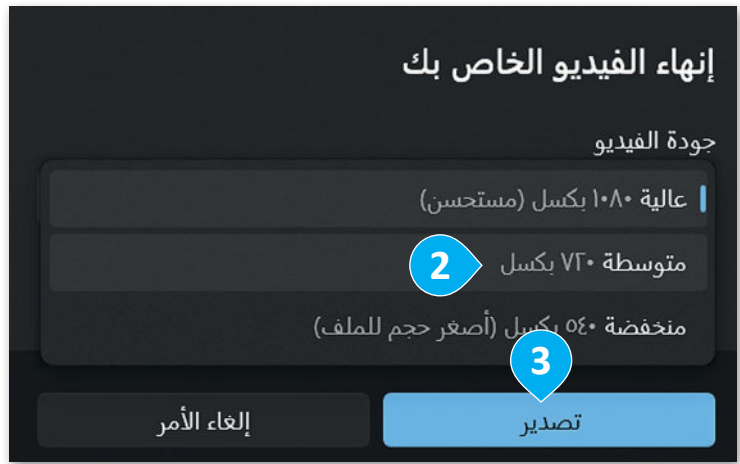 إنهاء الفيديو الخاص بك
جودة الفيديو
عالية ١٠٨٠ بكسل (مستحسن)
متوسطة ٧٢٠ بكسل
2
منخفضة ٥٤٠ بكسل (أصغر حجم للملف)
3
تصدير
إلغاء الأمر